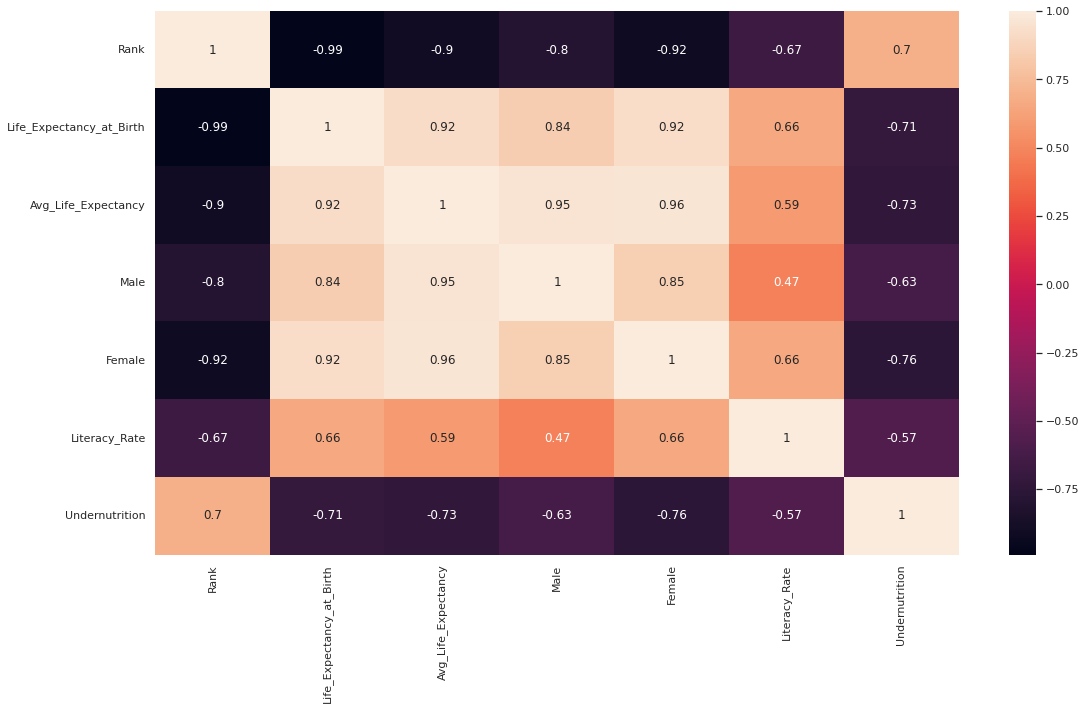 Rank 1 -0.99 -0.9 -0.8 -0.92 -0.67 0.7
Life_Expectancy_at_Birth -0.99 1 0.92 0.84 0.92 0.66 -0.71
Avg_Life_Expectancy -0.9 0.92 1 0.95 0.96 0.59 -0.73
Male -0.8 0.84 0.95 1 0.85 0.47 -0.63
Female -0.92 0.92 0.96 0.85 1 0.66 -0.76
Literacy_Rate -0.67 0.66 0.59 0.47 0.66 1 -0.57
Undernutrition 0.7 -0.71 -0.73 -0.63 -0.76 -0.57 1
Rank
Life_Expectancy_at_Birth
Avg_Life_Expectancy
Male
Female
Literacy_Rate
Undernutrition
1.00
0.75
0.50
0.25
0.00
−0.25
−0.50
−0.75